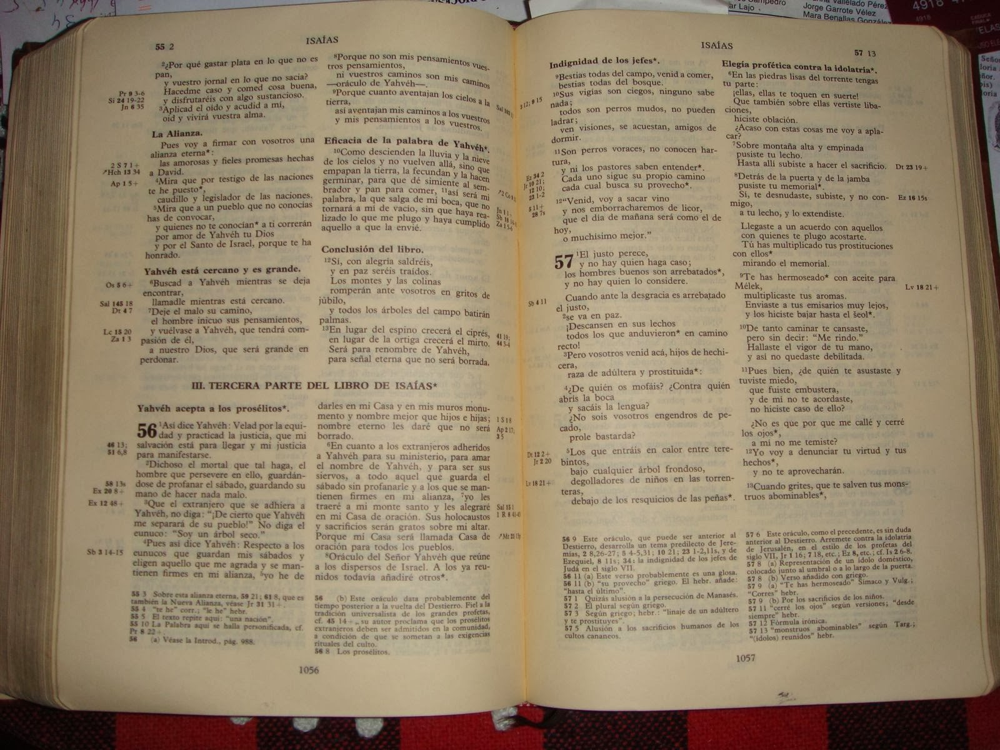 Campedro
ar Lajo .
Vallelado Pérez
Jorge Garrote Vélez
Mara Benallas González
4918
4918
55 2
ISAÍAS
²¿Por qué gastar plata en lo que no es
pan,
y vuestro jornal en lo que no sacia?
Hacedme caso y comed cosa buena,
y disfrutaréis con algo sustancioso.
³Aplicad el oído y acudid a mí,
oíd y vivirá vuestra alma.
Pr 9 3-6
Si 24 19-22
Jn 6 35
La Alianza.
Pues voy a firmar con vosotros una
alianza eterna*:
las amorosas y fieles promesas hechas
a David.
⁴Mira que por testigo de las naciones
te he puesto*,
caudillo y legislador de las naciones.
⁵Mira que a un pueblo que no conocías
has de convocar,
y quienes no te conocían* a ti correrán
por amor de Yahvéh tu Dios
y por el Santo de Israel, porque te ha
honrado.
2 S 7 1+
↗Hch 13 34
Ap 1 5+
Yahvéh está cercano y es grande.
⁶Buscad a Yahvéh mientras se deja
encontrar,
llamadle mientras está cercano.
⁷Deje el malo su camino,
el hombre inicuo sus pensamientos,
y vuélvase a Yahvéh, que tendrá com-
pasión de él,
a nuestro Dios, que será grande en
perdonar.
Os 5 6+
Sal 145 18
Dt 4 7
Lc 15 20
Za 1 3
⁸Porque no son mis pensamientos vues-
tros pensamientos,
ni vuestros caminos son mis caminos
—oráculo de Yahvéh—.
⁹Porque cuanto aventajan los cielos a la
tierra,
así aventajan mis caminos a los vuestros
y mis pensamientos a los vuestros.
Eficacia de la palabra de Yahvéh*.
¹⁰Como descienden la lluvia y la nieve
de los cielos y no vuelven allá, sino que
empapan la tierra, la fecundan y la hacen
germinar, para que dé simiente al sem-
brador y pan para comer, ¹¹así será mi
palabra, la que salga de mi boca, que no
tornará a mí de vacío, sin que haya rea-
lizado lo que me plugo y haya cumplido
aquello a que la envié.
Conclusión del libro.
¹²Sí, con alegría saldréis,
y en paz seréis traídos.
Los montes y las colinas
romperán ante vosotros en gritos de
júbilo,
y todos los árboles del campo batirán
palmas.
¹³En lugar del espino crecerá el ciprés,
en lugar de la ortiga crecerá el mirto.
Será para renombre de Yahvéh,
para señal eterna que no será borrada.
41 19;
44 3-4
III. TERCERA PARTE DEL LIBRO DE ISAÍAS*
Yahvéh acepta a los prosélitos*.
56 ¹Así dice Yahvéh: Velad por la equi-
dad y practicad la justicia, que mi
salvación está para llegar y mi justicia
para manifestarse.
²Dichoso el mortal que tal haga, el
hombre que persevere en ello, guardán-
dose de profanar el sábado, guardando su
mano de hacer nada malo.
³Que el extranjero que se adhiera a
Yahvéh, no diga: “¡De cierto que Yahvéh
me separará de su pueblo!” No diga el
eunuco: “Soy un árbol seco.”
⁴Pues así dice Yahvéh: Respecto a los
eunucos que guardan mis sábados y
eligen aquello que me agrada y se man-
tienen firmes en mi alianza, ⁵yo he de
46 13;
51 6,8
58 13s
Ex 20 8+
Ex 12 48+
Sb 3 14-15
darles en mi Casa y en mis muros monu-
mento y nombre mejor que hijos e hijas;
nombre eterno les daré que no será
borrado.
⁶En cuanto a los extranjeros adheridos
a Yahvéh para su ministerio, para amar
el nombre de Yahvéh, y para ser sus
siervos, a todo aquel que guarda el
sábado sin profanarle y a los que se man-
tienen firmes en mi alianza, ⁷yo les
traeré a mi monte santo y les alegraré
en mi Casa de oración. Sus holocaustos
y sacrificios serán gratos sobre mi altar.
Porque mi Casa será llamada Casa de
oración para todos los pueblos.
⁸Oráculo del Señor Yahvéh que reúne
a los dispersos de Israel. A los ya reu-
nidos todavía añadiré otros*.
1 S 1 8
Ap 2 17;
3 5
Sal 15 1
1 R 8 41-43
55 3 Sobre esta alianza eterna, 59 21; 61 8, que es
también la Nueva Alianza, véase Jr 31 31+.
55 4 “te he” corr.; “le he” hebr.
55 5 El texto repite aquí: “una nación”.
55 10 La Palabra aquí se halla personificada, cf.
Pr 8 22+.
56 (a) Véase la Introd., pág. 988.
56 (b) Este oráculo data probablemente del
tiempo posterior a la vuelta del Destierro. Fiel a la
tradición universalista de los grandes profetas,
cf. 45 14+, su autor proclama que los prosélitos
extranjeros deben ser admitidos en la comunidad,
a condición de que se sometan a las exigencias
rituales del culto.
56 8 Los prosélitos.
1056
ISAÍAS
57 13
Indignidad de los jefes*.
⁹Bestias todas del campo, venid a comer,
bestias todas del bosque.
¹⁰Sus vigías son ciegos, ninguno sabe
nada;
todos son perros mudos, no pueden
ladrar;
ven visiones, se acuestan, amigos de
dormir.
¹¹Son perros voraces, no conocen har-
tura,
y ni los pastores saben entender*.
Cada uno sigue su propio camino
cada cual busca su provecho*.
¹²“Venid, voy a sacar vino
y nos emborracharemos de licor,
que el día de mañana será como el de
hoy,
o muchísimo mejor.”
Ez 34 2
Jr 10 21;
12 10;
23 1-2
5 11+
28 7s
57 ¹El justo perece,
y no hay quien haga caso;
los hombres buenos son arrebatados*,
y no hay quien lo considere.
Cuando ante la desgracia es arrebatado
el justo,
²se va en paz.
¡Descansen en sus lechos
todos los que anduvieron* en camino
recto!
³Pero vosotros venid acá, hijos de hechi-
cera,
raza de adúltera y prostituida*:
⁴¿De quién os mofáis? ¿Contra quién
abrís la boca
y sacáis la lengua?
¿No sois vosotros engendros de pe-
cado,
prole bastarda?
⁵Los que entráis en calor entre tere-
bintos,
bajo cualquier árbol frondoso,
degolladores de niños en las torren-
teras,
debajo de los resquicios de las peñas*.
Sb 4 11
Dt 12 2+
Jr 2 20
Lv 18 21+
Elegía profética contra la idolatría*.
⁶En las piedras lisas del torrente tengas
tu parte:
¡ellas, ellas te toquen en suerte!
Que también sobre ellas vertiste liba-
ciones,
hiciste oblación.
¿Acaso con estas cosas me voy a apla-
car?
⁷Sobre montaña alta y empinada
pusiste tu lecho.
Hasta allí subiste a hacer el sacrificio.
⁸Detrás de la puerta y de la jamba
pusiste tu memorial*.
Sí, te desnudaste, subiste, y no con-
migo,
a tu lecho, y lo extendiste.
Llegaste a un acuerdo con aquellos
con quienes te plugo acostarte.
Tú has multiplicado tus prostituciones
con ellos*
mirando el memorial.
⁹Te has hermoseado* con aceite para
Mélek,
multiplicaste tus aromas.
Enviaste a tus emisarios muy lejos,
y los hiciste bajar hasta el šeol*.
¹⁰De tanto caminar te cansaste,
pero sin decir: “Me rindo.”
Hallaste el vigor de tu mano,
y así no quedaste debilitada.
¹¹Pues bien, ¿de quién te asustaste y
tuviste miedo,
que fuiste embustera,
y de mí no te acordaste,
no hiciste caso de ello?
¿No es que por que me callé y cerré
los ojos*,
a mí no me temiste?
¹²Yo voy a denunciar tu virtud y tus
hechos*,
y no te aprovecharán.
¹³Cuando grites, que te salven tus mons-
truos abominables*,
Dt 23 19+
Ez 16 15s
Lv 18 21+
56 9 Este oráculo, que puede ser anterior al
Destierro, desarrolla un tema predilecto de Jere-
mías, 2 8,26-27; 5 4-5,31; 10 21; 23 1-2,11s, y de
Ezequiel, 8 11s; 34: la indignidad de los jefes de
Judá en el siglo VII.
56 11 (a) Este verso probablemente es una glosa.
56 11 (b) “su provecho” griego. El hebr. añade:
“hasta el último”.
57 1 Quizás alusión a la persecución de Manasés.
57 2 El plural según griego.
57 3 Según griego; hebr.: “linaje de un adúltero
y te prostituyes”.
57 5 Alusión a los sacrificios humanos de los
cultos cananeos.
57 6 Este oráculo, como el precedente, es sin duda
anterior al Destierro. Arremete contra la idolatría
de Jerusalén, en el estilo de los profetas del
siglo VII, Jr 1 16; 7 18, etc.; Ez 8, etc.; cf. Is 2 6-8.
57 8 (a) Representación de un ídolo doméstico,
colocado junto al umbral o a lo largo de la puerta.
57 8 (b) Verso añadido con griego.
57 9 (a) “Te has hermoseado” Símaco y Vulg.;
“Corres” hebr.
57 9 (b) Por los sacrificios de los niños.
57 11 “cerré los ojos” según versiones; “desde
siempre” hebr.
57 12 Fórmula irónica.
57 13 “monstruos abominables” según Targ.;
“(ídolos) reunidos” hebr.
1057